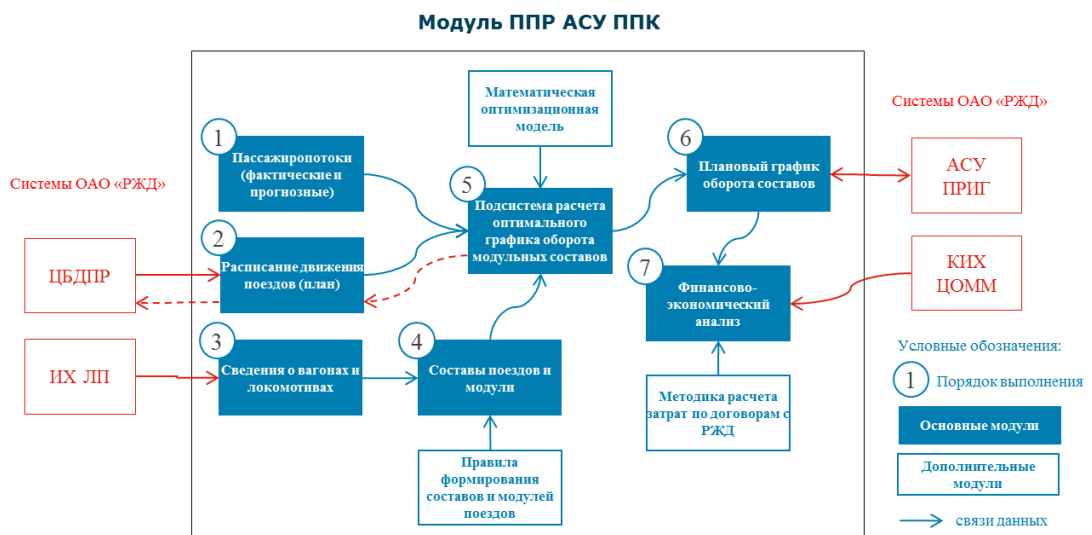 Модуль ППР АСУ ППК
Системы ОАО «РЖД»
ЦБДПР
ИХ ЛП
1
Пассажиропотоки
(фактические и
прогнозные)
2
Расписание движения
поездов (план)
3
Сведения о вагонах и
локомотивах
Математическая
оптимизационная
модель
5
Подсистема расчета
оптимального
графика оборота
модульных составов
4
Составы поездов и
модули
Правила
формирования
составов и модулей
поездов
6
Плановый график
оборота составов
7
Финансово-
экономический
анализ
Методика расчета
затрат по договорам с
РЖД
Системы ОАО «РЖД»
АСУ
ПРИГ
КИХ
ЦОММ
Условные обозначения:
1 Порядок выполнения
Основные модули
Дополнительные
модули
связи данных